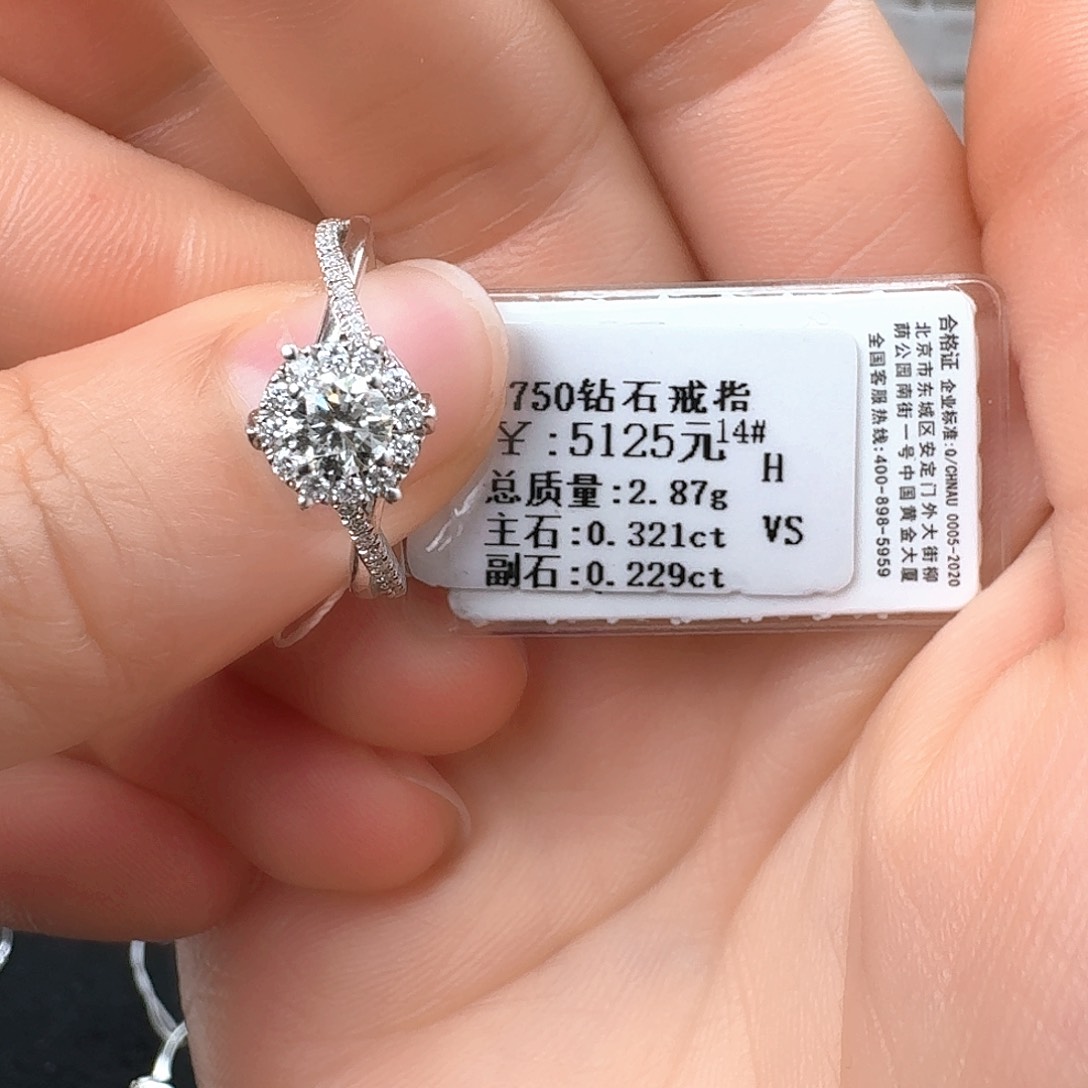 750钻石戒指
￥:5125元14#
H
总质量:2.87g
主石:0.321ct
VS
副石:0.229ct
合格证 企业标准:Q/CHNAU 0005-2020
北京市东城区安定门外大街柳
荫公园南街一号中国黄金大厦
全国客服热线:400-898-5959